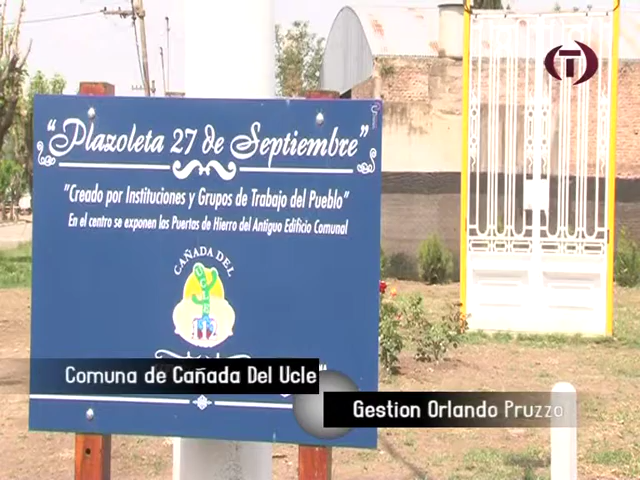 "Plazoleta 27 de Septiembre"
"Creado por Instituciones y Grupos de Trabajo del Pueblo"
En el centro se exponen las Puertas de Hierro del Antiguo Edificio Comunal
CAÑADA DEL
UCLE
Comuna de Cañada Del Ucle
Gestion Orlando Pruzzo
T